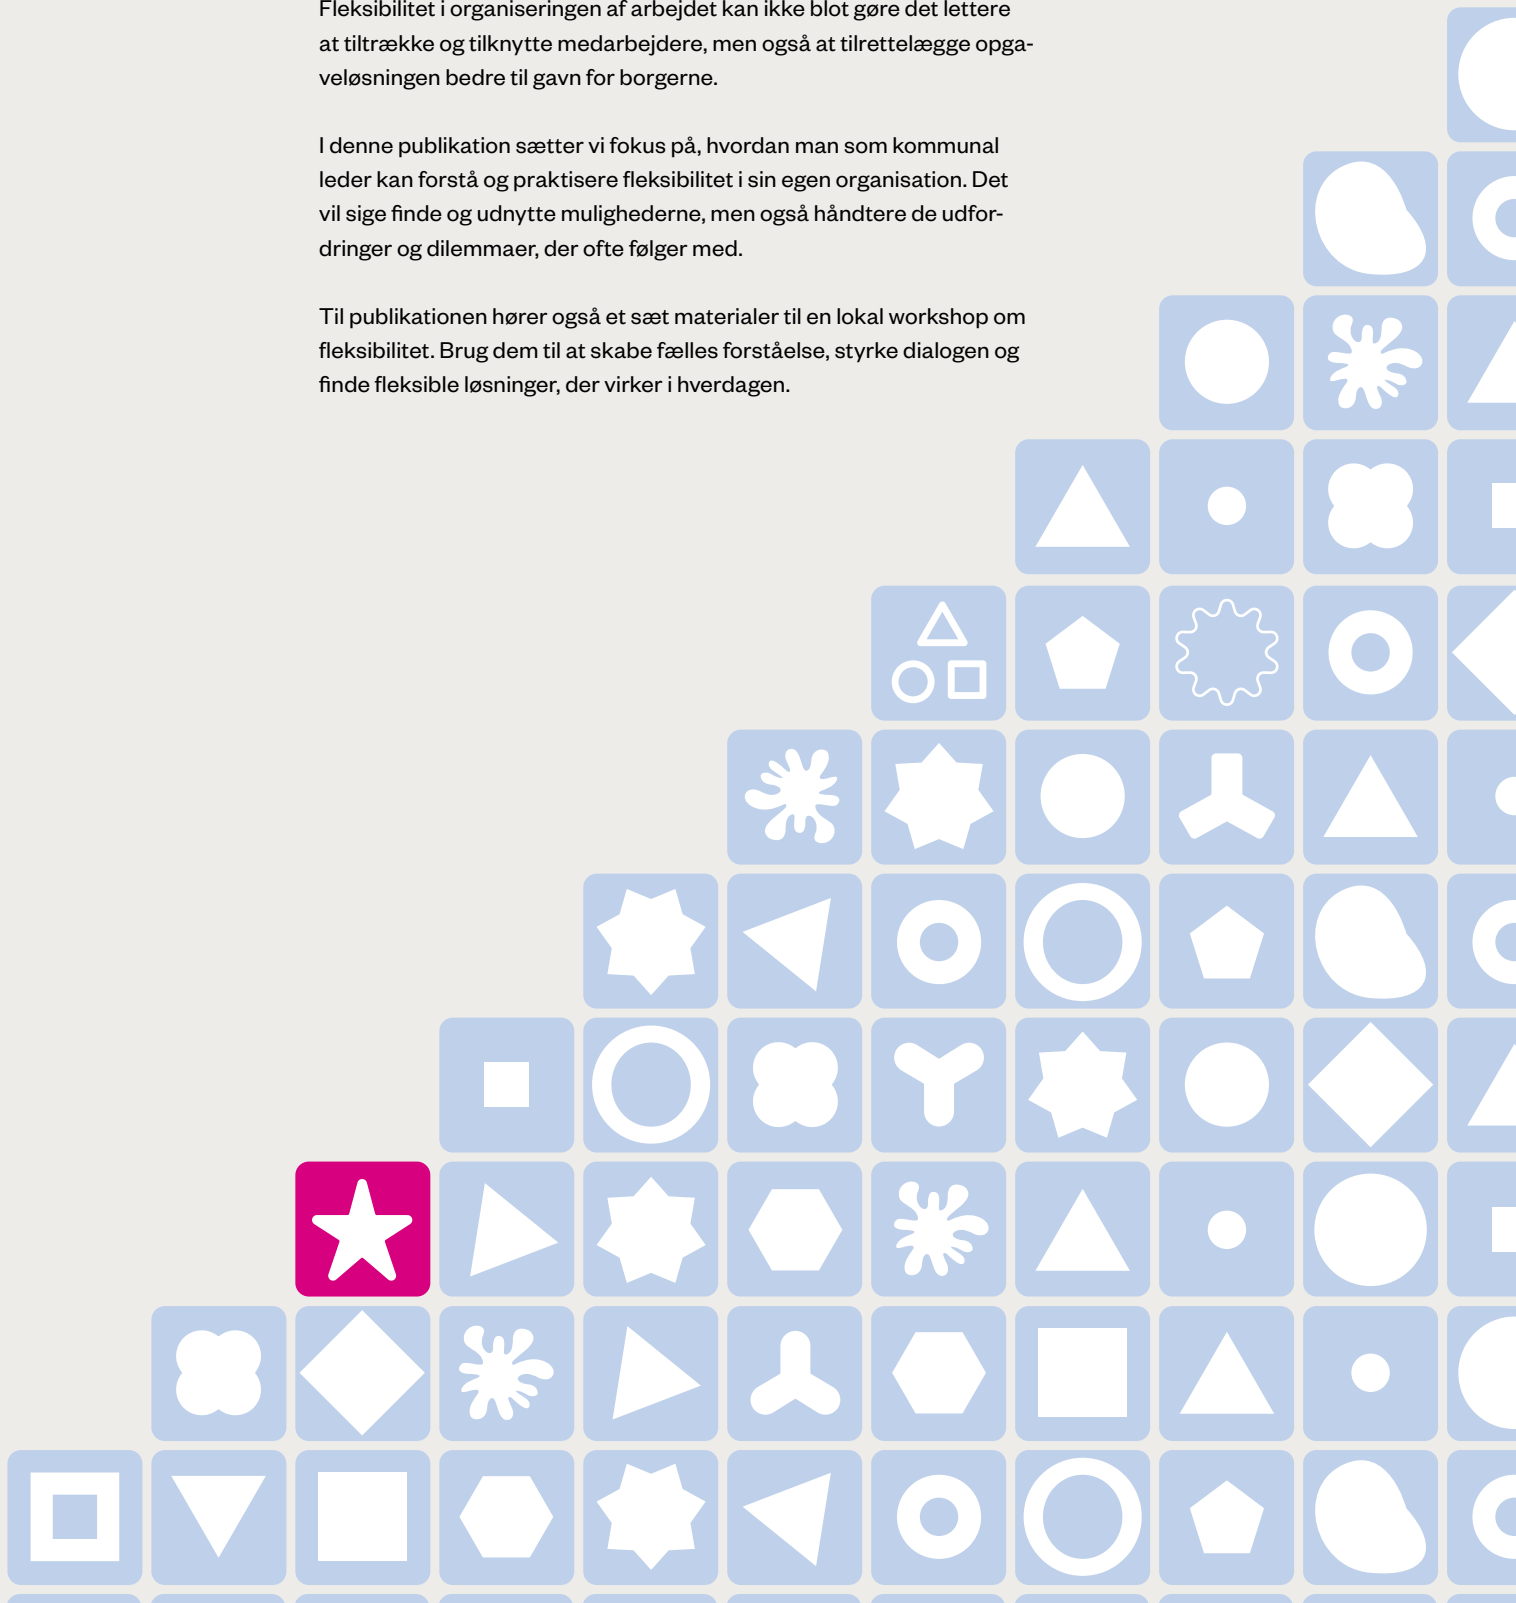 Fleksibilitet i organiseringen af arbejdet kan ikke blot gøre det lettere
at tiltrække og tilknytte medarbejdere, men også at tilrettelægge opga-
veløsningen bedre til gavn for borgerne.
I denne publikation sætter vi fokus på, hvordan man som kommunal
leder kan forstå og praktisere fleksibilitet i sin egen organisation. Det
vil sige finde og udnytte mulighederne, men også håndtere de udfor-
dringer og dilemmaer, der ofte følger med.
Til publikationen hører også et sæt materialer til en lokal workshop om
fleksibilitet. Brug dem til at skabe fælles forståelse, styrke dialogen og
finde fleksible løsninger, der virker i hverdagen.